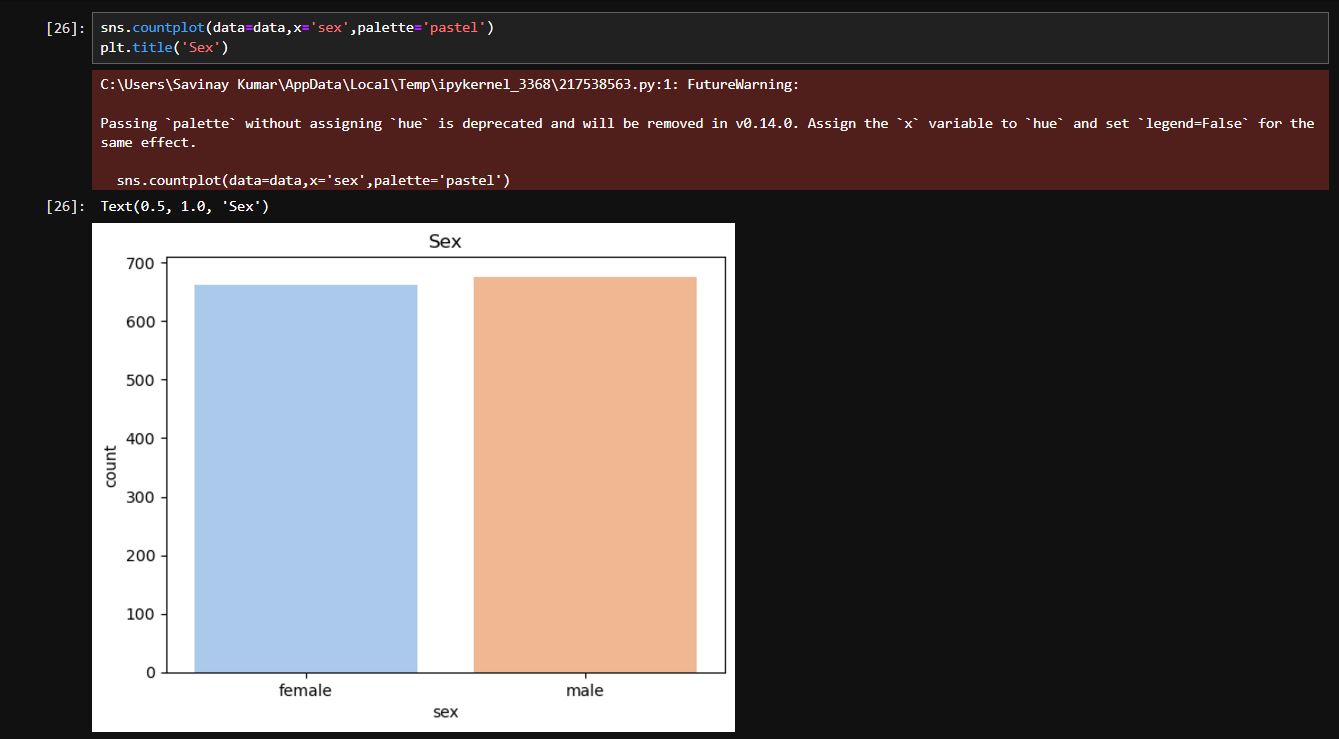 [26]: sns.countplot(data=data,x='sex',palette='pastel')
plt.title('Sex')
C:\Users\Savinay Kumar\AppData\Local\Temp\ipykernel_3368\217538563.py:1: FutureWarning:
Passing `palette` without assigning `hue` is deprecated and will be removed in v0.14.0. Assign the `x` variable to `hue` and set `legend=False` for the
same effect.
sns.countplot(data=data,x='sex',palette='pastel')
[26]: Text(0.5, 1.0, 'Sex')
Sex
700
600
500
400
300
200
100
0
count
female male
sex